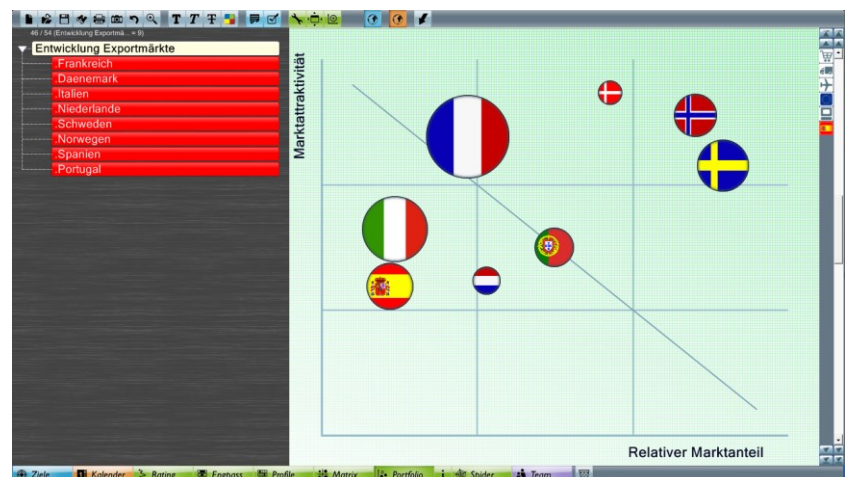 T T T
46 / 54 (Entwicklung Exportmä... = 9)
Entwicklung Exportmärkte
.Frankreich
.Daenemark
.Italien
.Niederlande
.Schweden
.Norwegen
.Spanien
.Portugal
Marktattraktivität
Relativer Marktanteil
Ziele Kalender Rating Engpass Profile Matrix Portfolio Spider Team